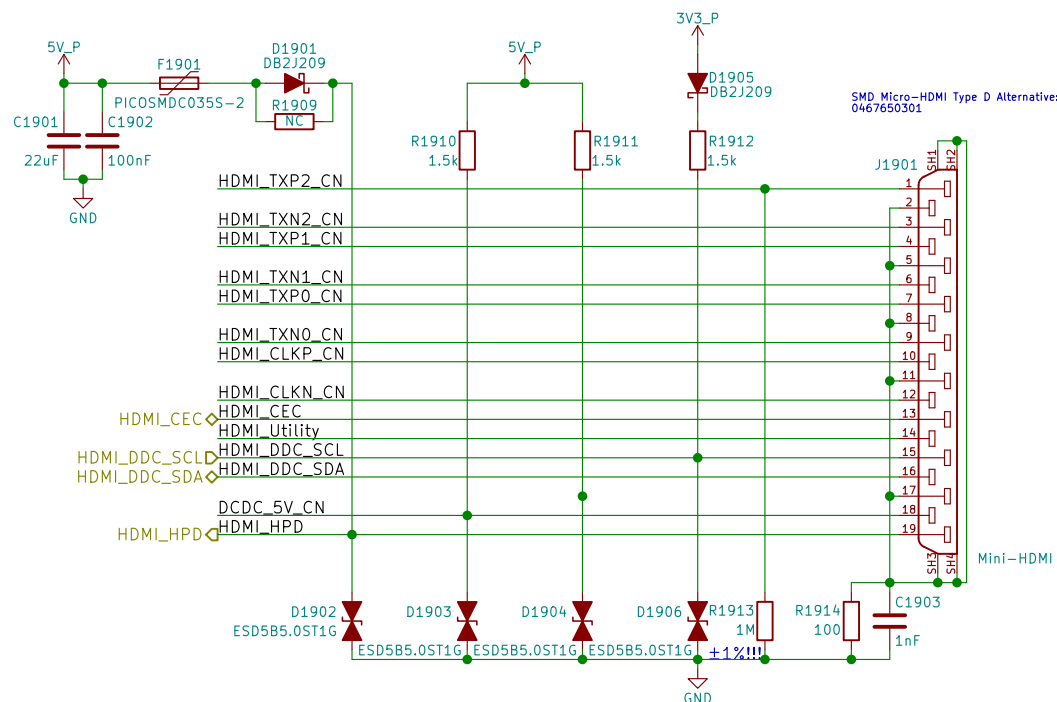 3V3_P
5V_P
5V_P
D1901
DB2J209
F1901
PICOSMDC035S-2
R1909
NC
D1905
DB2J209
SMD Micro-HDMI Type D Alternative:
0467650301
C1901
22uF
C1902
100nF
GND
R1910
1.5k
R1911
1.5k
R1912
1.5k
J1901
SH1
SH2
HDMI_TXP2_CN
1
2
HDMI_TXN2_CN
3
HDMI_TXP1_CN
4
5
HDMI_TXN1_CN
6
HDMI_TXP0_CN
7
8
HDMI_TXN0_CN
9
HDMI_CLKP_CN
10
11
HDMI_CLKN_CN
12
HDMI_CEC
HDMI_CEC
13
HDMI_Utility
14
HDMI_DDC_SCL
HDMI_DDC_SCL
15
HDMI_DDC_SDA
HDMI_DDC_SDA
16
17
DCDC_5V_CN
18
HDMI_HPD
HDMI_HPD
19
SH3
SH4
Mini-HDMI
D1902
ESD5B5.0ST1G
D1903
ESD5B5.0ST1G
D1904
ESD5B5.0ST1G
D1906
ESD5B5.0ST1G
R1913
1M
±1%!!!
R1914
100
C1903
1nF
GND